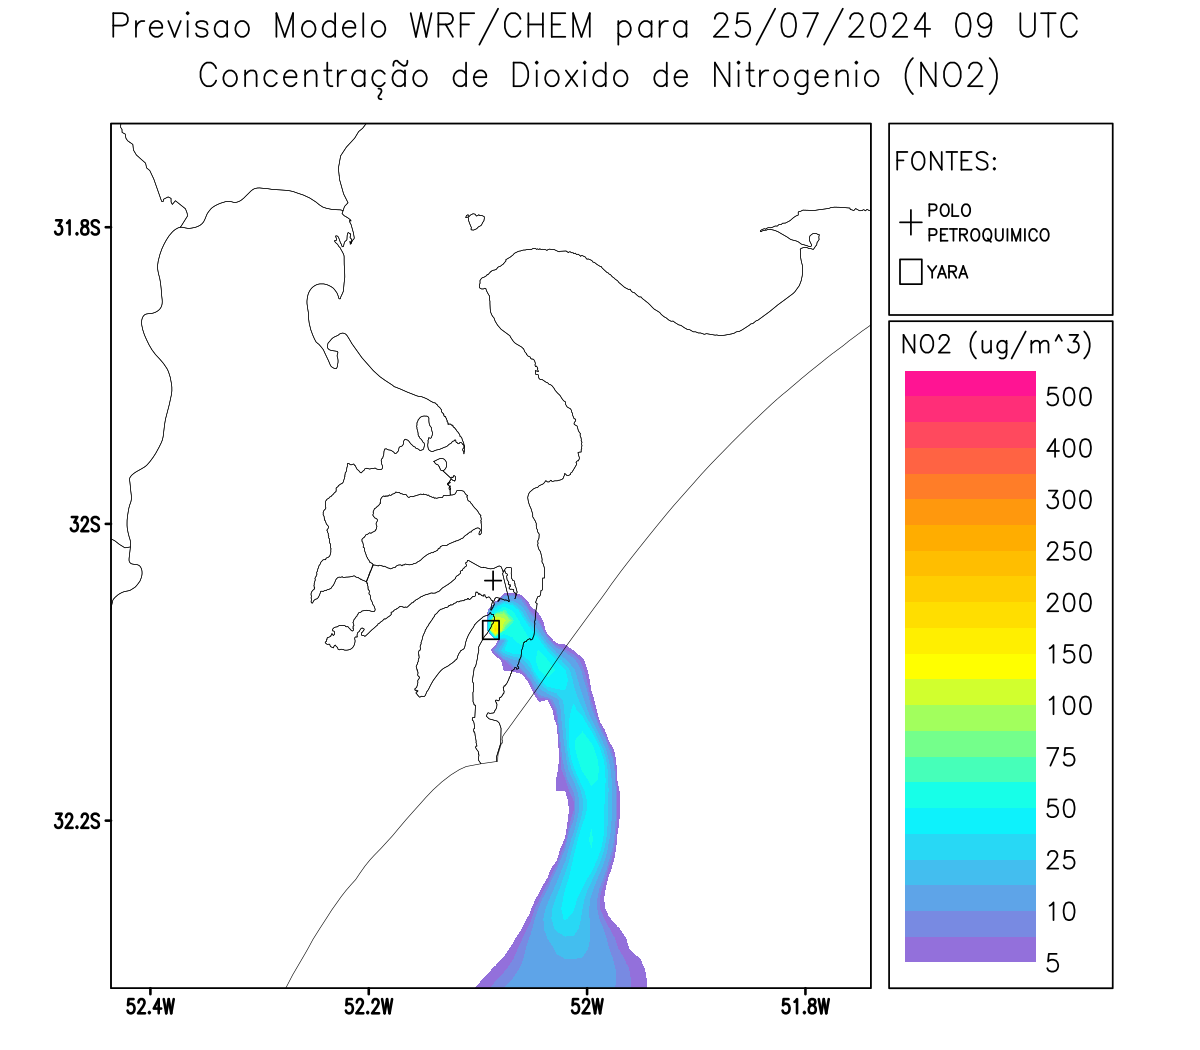 Previsao Modelo WRF/CHEM para 25/07/2024 09 UTC
Concentração de Dioxido de Nitrogenio (NO2)
FONTES:
POLO
PETROQUIMICO
YARA
NO2 (ug/m^3)
500
400
300
250
200
150
100
75
50
25
10
5
31.8S
32S
32.2S
52.4W
52.2W
52W
51.8W